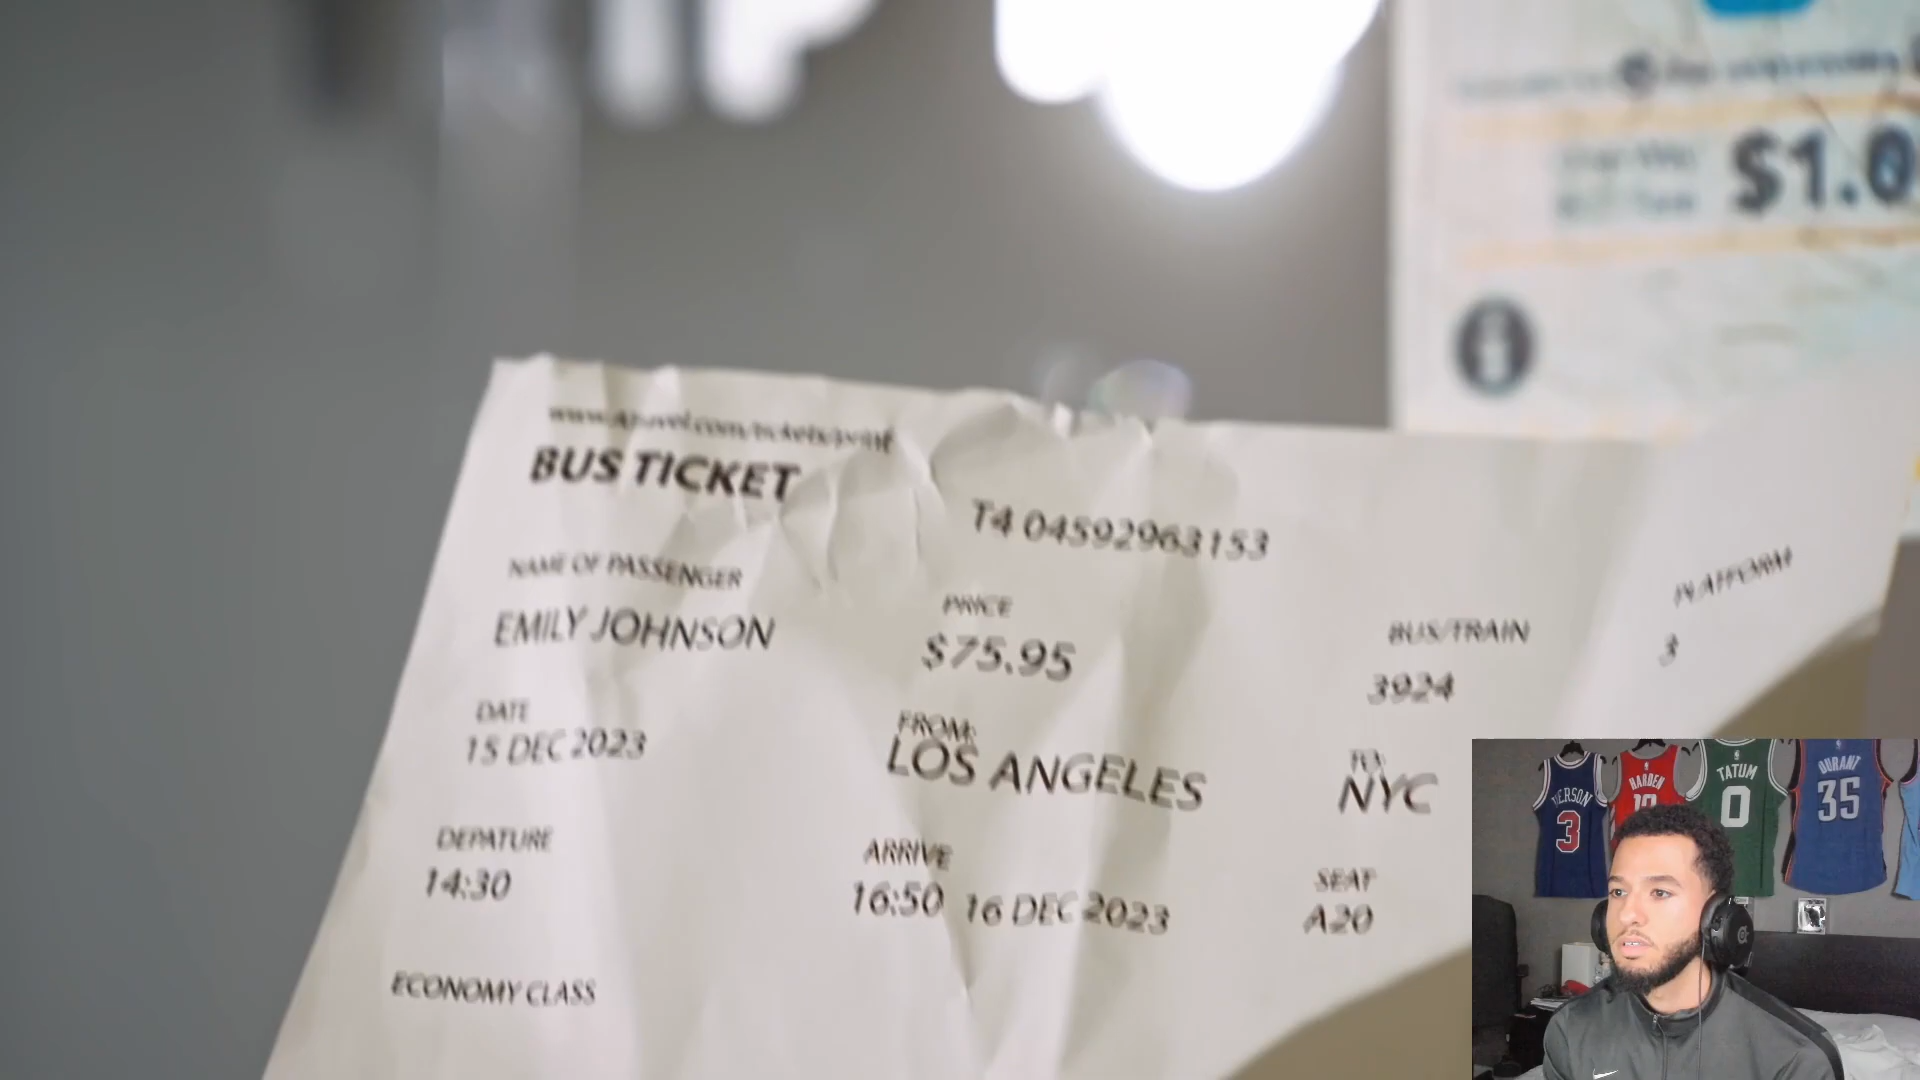 BUS TICKET
T4 04592963153
NAME OF PASSENGER
EMILY JOHNSON
PRICE
$75.95
BUS/TRAIN
3924
PLATFORM
3
DATE
15 DEC 2023
FROM:
LOS ANGELES
TO:
NYC
DEPATURE
14:30
ARRIVE
16:50 16 DEC 2023
SEAT
A20
ECONOMY CLASS
$1.0
3
HARDEN
TATUM
0
DURANT
35